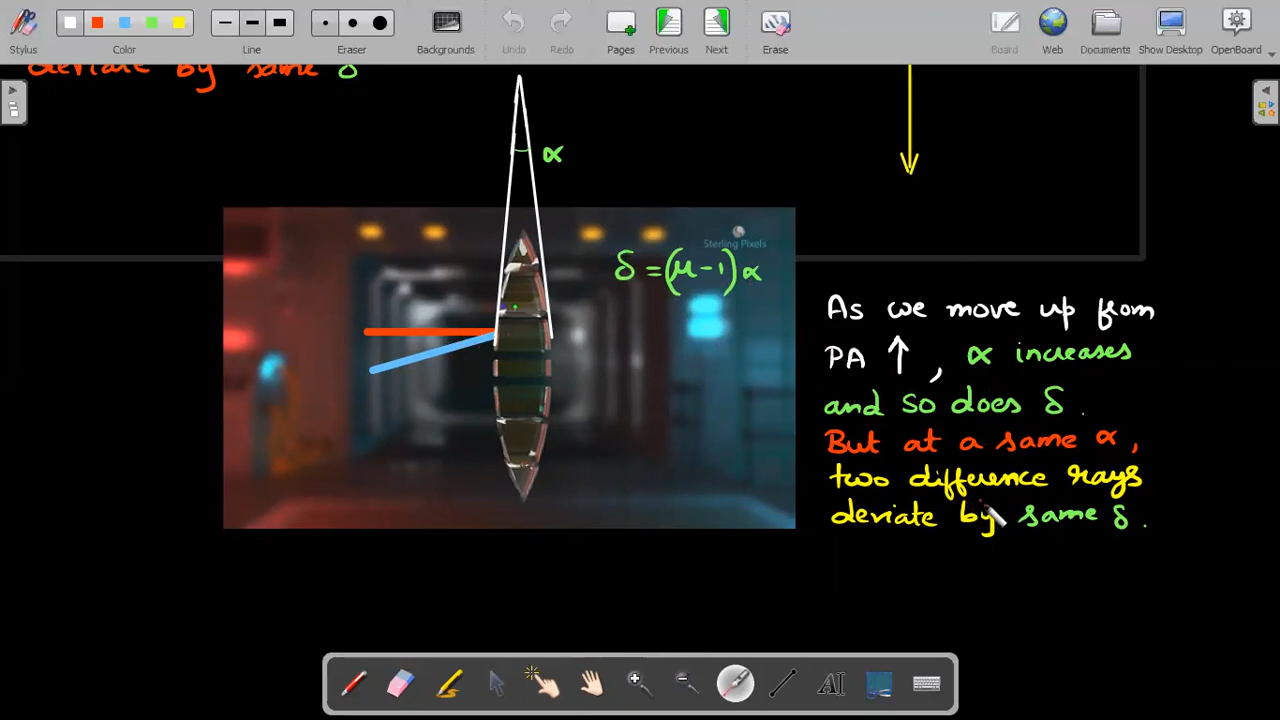 Stylus
Color
Line
Eraser
Backgrounds
Undo
Redo
Pages
Previous
Next
Erase
Board
Web
Documents
Show Desktop
OpenBoard
deviate by same δ
α
Sterling Pixels
δ = (μ-1)α
As we move up from
PA ↑, α increases
and so does δ.
But at a same α,
two difference rays
deviate by same δ.
AI